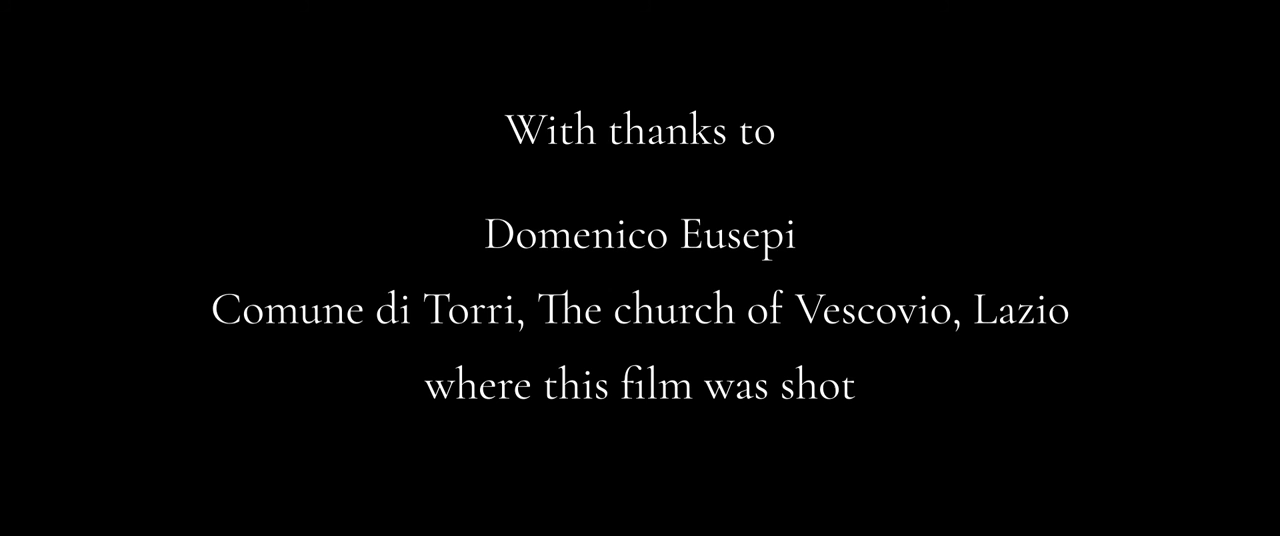 With thanks to
Domenico Eusepi
Comune di Torri, The church of Vescovio, Lazio
where this film was shot